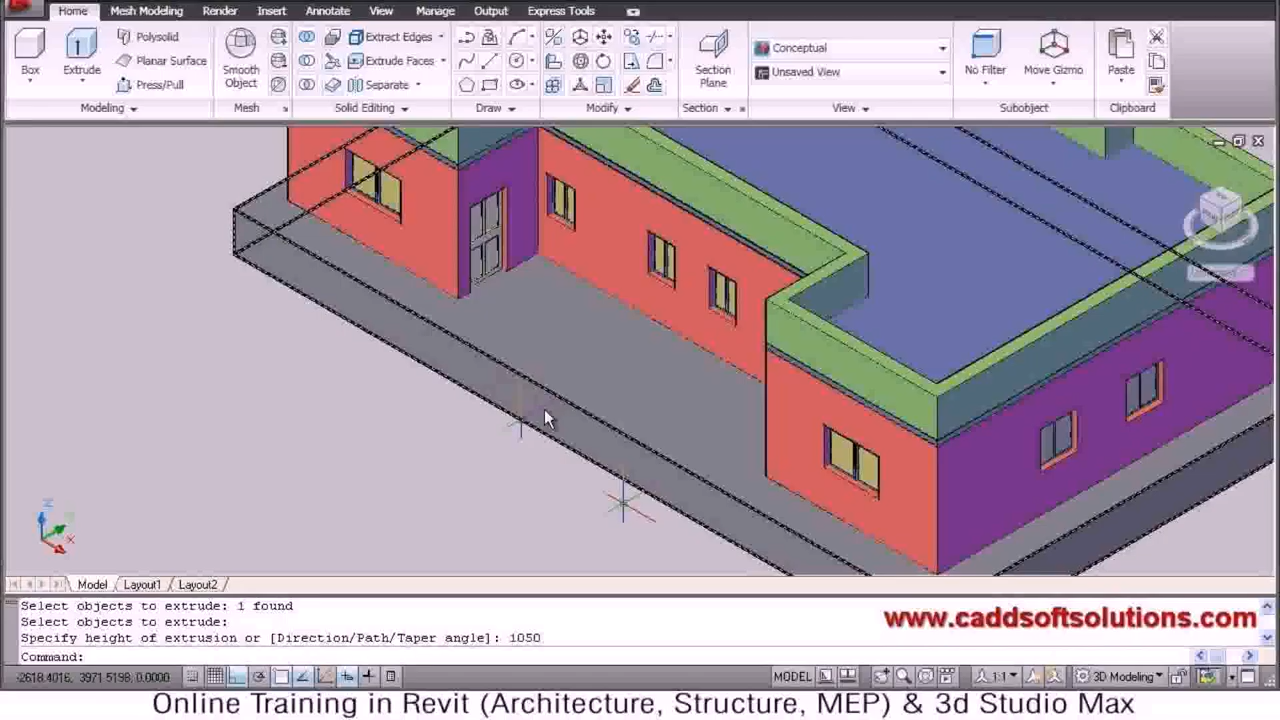 Home Mesh Modeling Render Insert Annotate View Manage Output Express Tools
Box
Extrude
Polysolid
Planar Surface
Press/Pull
Smooth
Object
Extract Edges
Extrude Faces
Separate
Section
Plane
Conceptual
Unsaved View
No Filter
Move Gizmo
Paste
Modeling Mesh Solid Editing Draw Modify Section View Subobject Clipboard
Z
X
Model Layout1 Layout2
Select objects to extrude: 1 found
Select objects to extrude:
Specify height of extrusion or [Direction/Path/Taper angle]: 1050
Command:
www.caddsoftsolutions.com
-2618.4016, 3971.5198, 0.0000 MODEL 1:1 3D Modeling
Online Training in Revit (Architecture, Structure, MEP) & 3d Studio Max